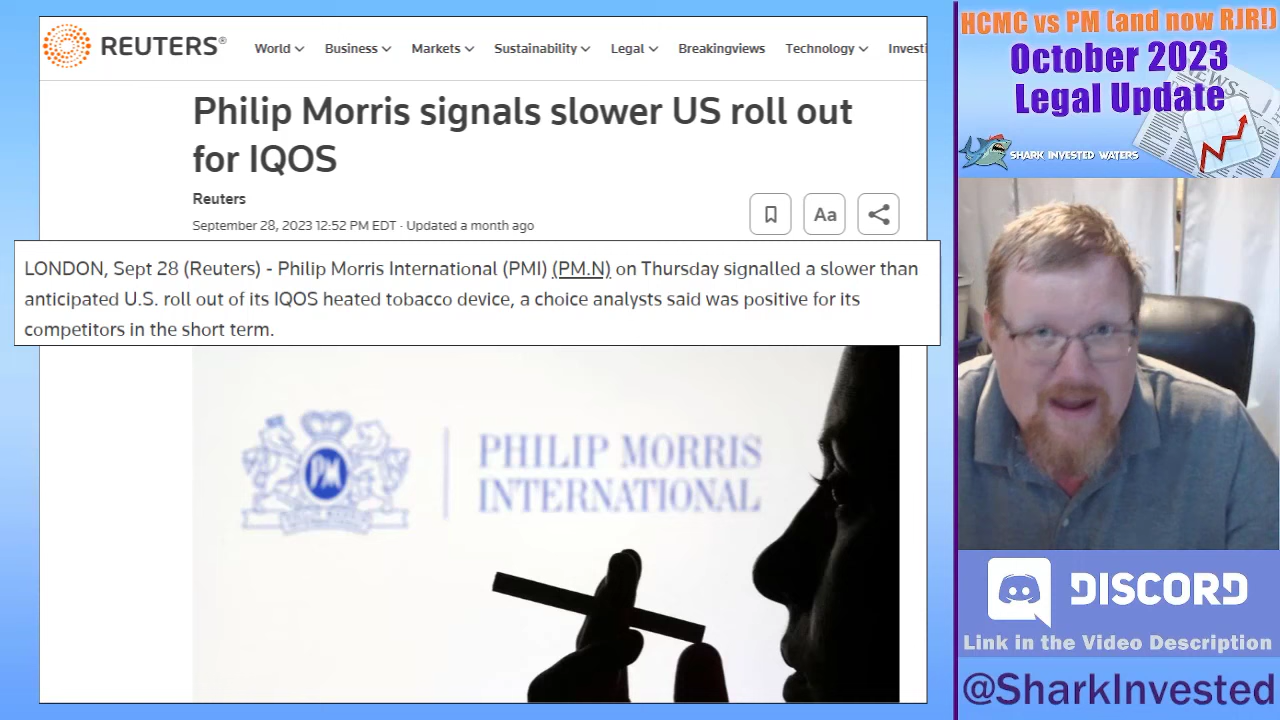 REUTERS®
World
Business
Markets
Sustainability
Legal
Breakingviews
Technology
Investi
Philip Morris signals slower US roll out
for IQOS
Reuters
September 28, 2023 12:52 PM EDT · Updated a month ago
Aa
LONDON, Sept 28 (Reuters) - Philip Morris International (PMI) (PM.N) on Thursday signalled a slower than
anticipated U.S. roll out of its IQOS heated tobacco device, a choice analysts said was positive for its
competitors in the short term.
PM
PHILIP MORRIS
INTERNATIONAL
HCMC vs PM (and now RJR!)
October 2023
Legal Update
NEWS
SHARK INVESTED WATERS
DISCORD
Link in the Video Description
@SharkInvested